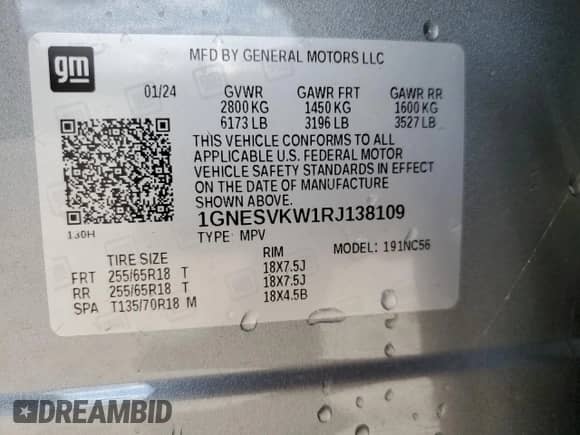 gm
MFD BY GENERAL MOTORS LLC
01/24 GVWR GAWR FRT GAWR RR
2800 KG 1450 KG 1600 KG
6173 LB 3196 LB 3527 LB
THIS VEHICLE CONFORMS TO ALL
APPLICABLE U.S. FEDERAL MOTOR
VEHICLE SAFETY STANDARDS IN EFFECT
ON THE DATE OF MANUFACTURE
SHOWN ABOVE.
130H
1GNESVKW1RJ138109
TYPE: MPV MODEL: 191NC56
TIRE SIZE RIM
FRT 255/65R18 T 18X7.5J
RR 255/65R18 T 18X7.5J
SPA T135/70R18 M 18X4.5B
DREAMBID